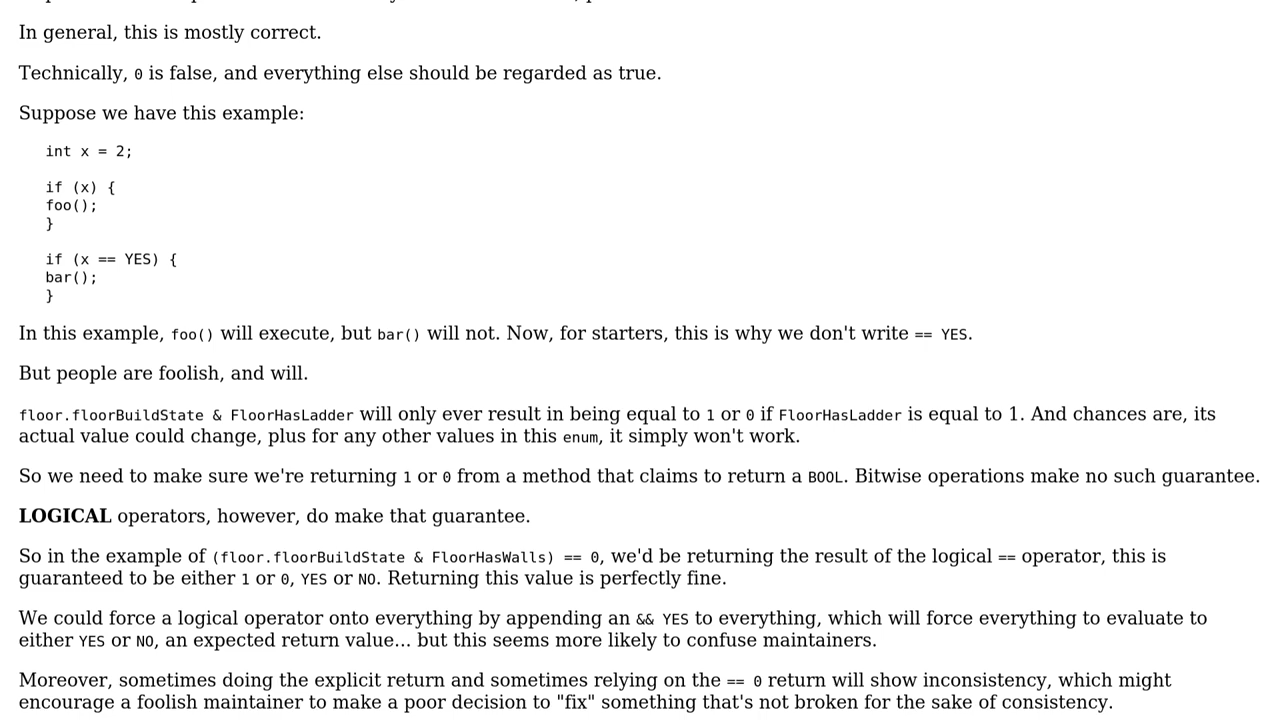 In general, this is mostly correct.
Technically, 0 is false, and everything else should be regarded as true.
Suppose we have this example:
int x = 2;
if (x) {
foo();
}
if (x == YES) {
bar();
}
In this example, foo() will execute, but bar() will not. Now, for starters, this is why we don't write == YES.
But people are foolish, and will.
floor.floorBuildState & FloorHasLadder will only ever result in being equal to 1 or 0 if FloorHasLadder is equal to 1. And chances are, its
actual value could change, plus for any other values in this enum, it simply won't work.
So we need to make sure we're returning 1 or 0 from a method that claims to return a BOOL. Bitwise operations make no such guarantee.
LOGICAL operators, however, do make that guarantee.
So in the example of (floor.floorBuildState & FloorHasWalls) == 0, we'd be returning the result of the logical == operator, this is
guaranteed to be either 1 or 0, YES or NO. Returning this value is perfectly fine.
We could force a logical operator onto everything by appending an && YES to everything, which will force everything to evaluate to
either YES or NO, an expected return value... but this seems more likely to confuse maintainers.
Moreover, sometimes doing the explicit return and sometimes relying on the == 0 return will show inconsistency, which might
encourage a foolish maintainer to make a poor decision to "fix" something that's not broken for the sake of consistency.